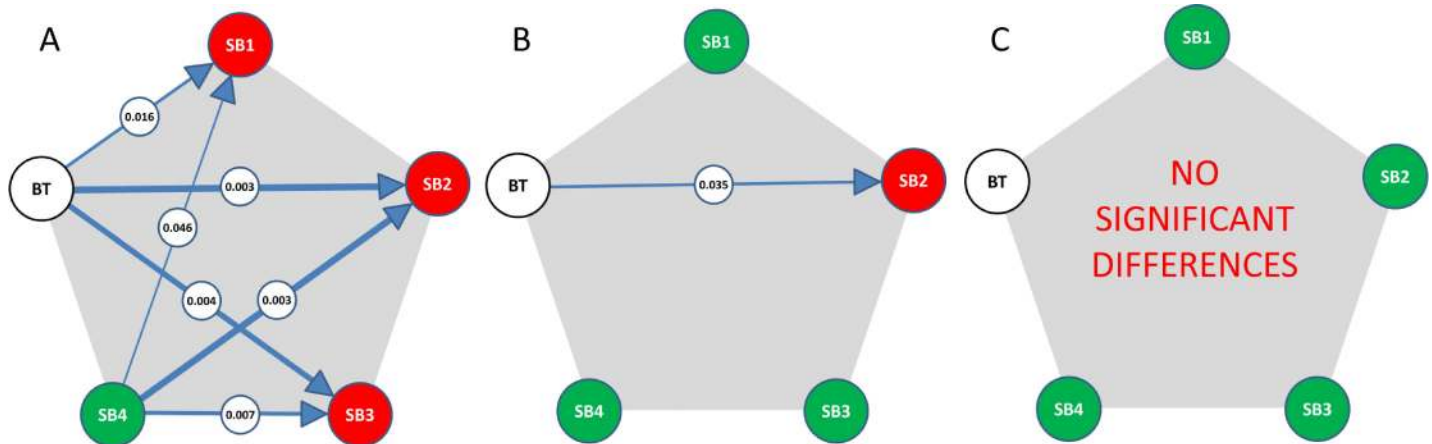 A
SB1
0.016
BT
0.003
SB2
0.046
0.004
0.003
SB4
0.007
SB3
B
SB1
BT
0.035
SB2
SB4
SB3
C
SB1
BT
SB2
NO
SIGNIFICANT
DIFFERENCES
SB4
SB3